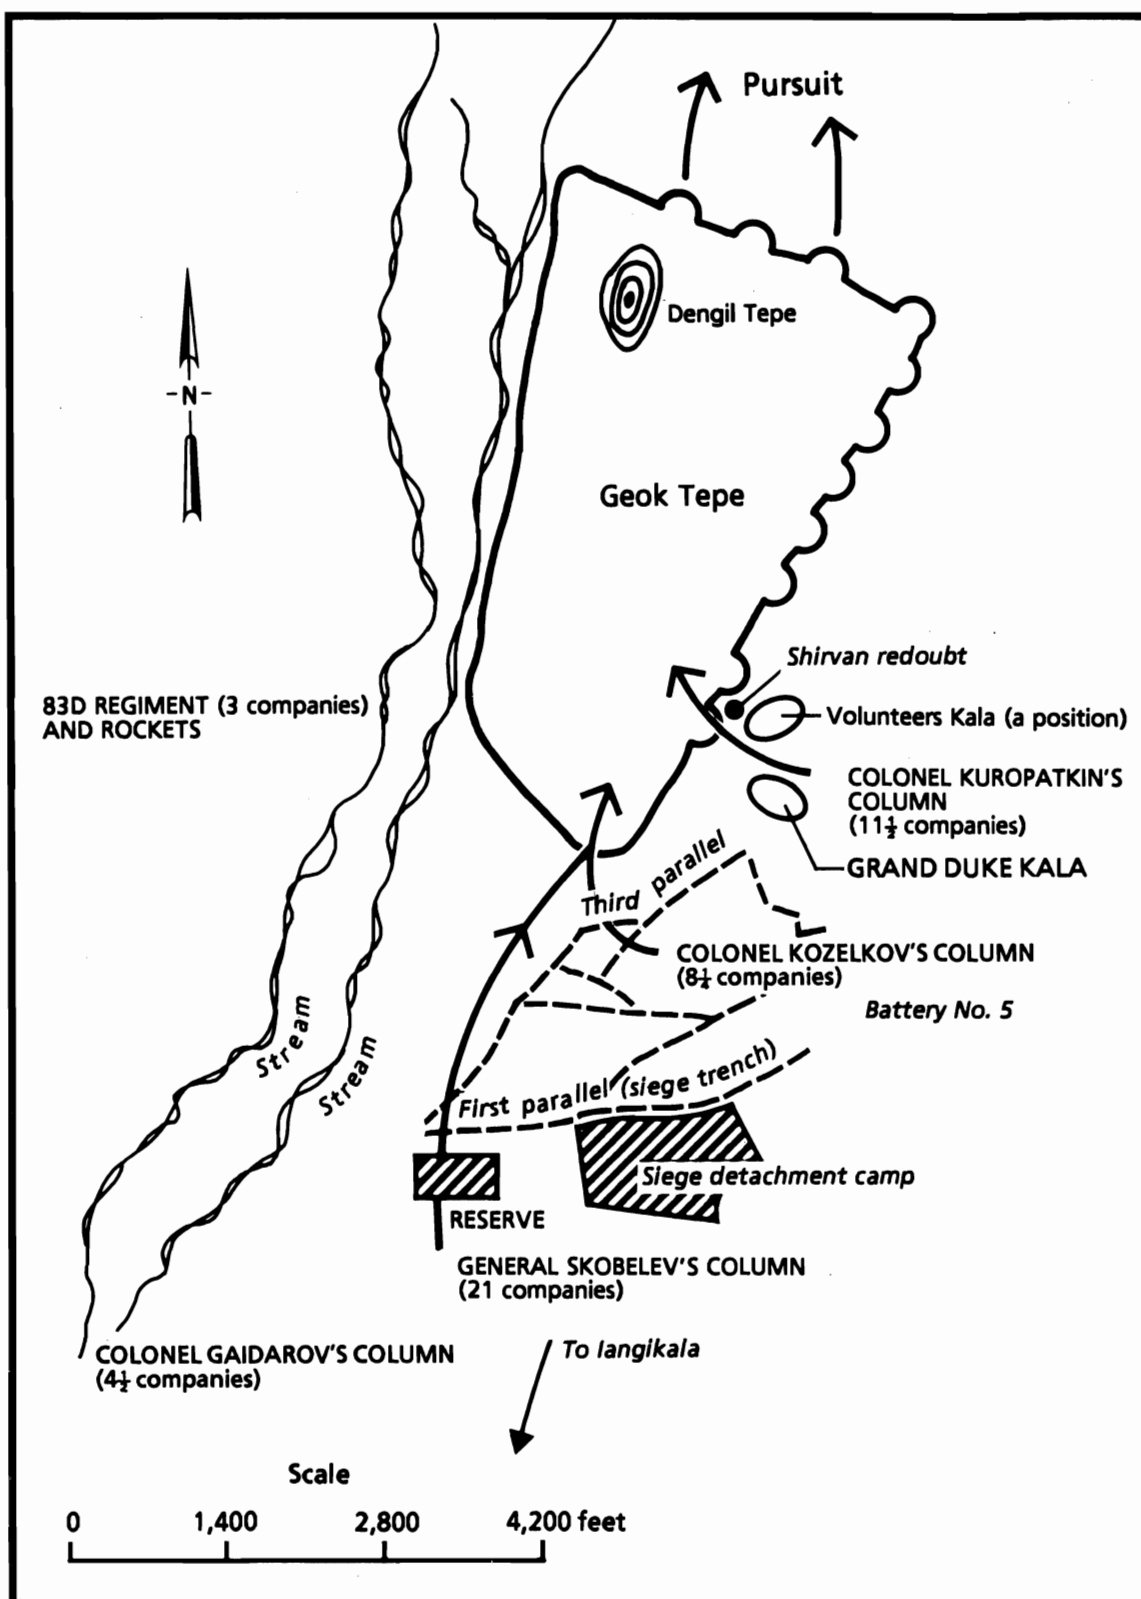 Pursuit
Dengil Tepe
-N-
Geok Tepe
Shirvan redoubt
83D REGIMENT (3 companies)
AND ROCKETS
Volunteers Kala (a position)
COLONEL KUROPATKIN'S
COLUMN
(11½ companies)
GRAND DUKE KALA
Third parallel
COLONEL KOZELKOV'S COLUMN
(8¼ companies)
Battery No. 5
Stream
Stream
First parallel (siege trench)
Siege detachment camp
RESERVE
GENERAL SKOBELEV'S COLUMN
(21 companies)
To Iangikala
COLONEL GAIDAROV'S COLUMN
(4½ companies)
Scale
0 1,400 2,800 4,200 feet